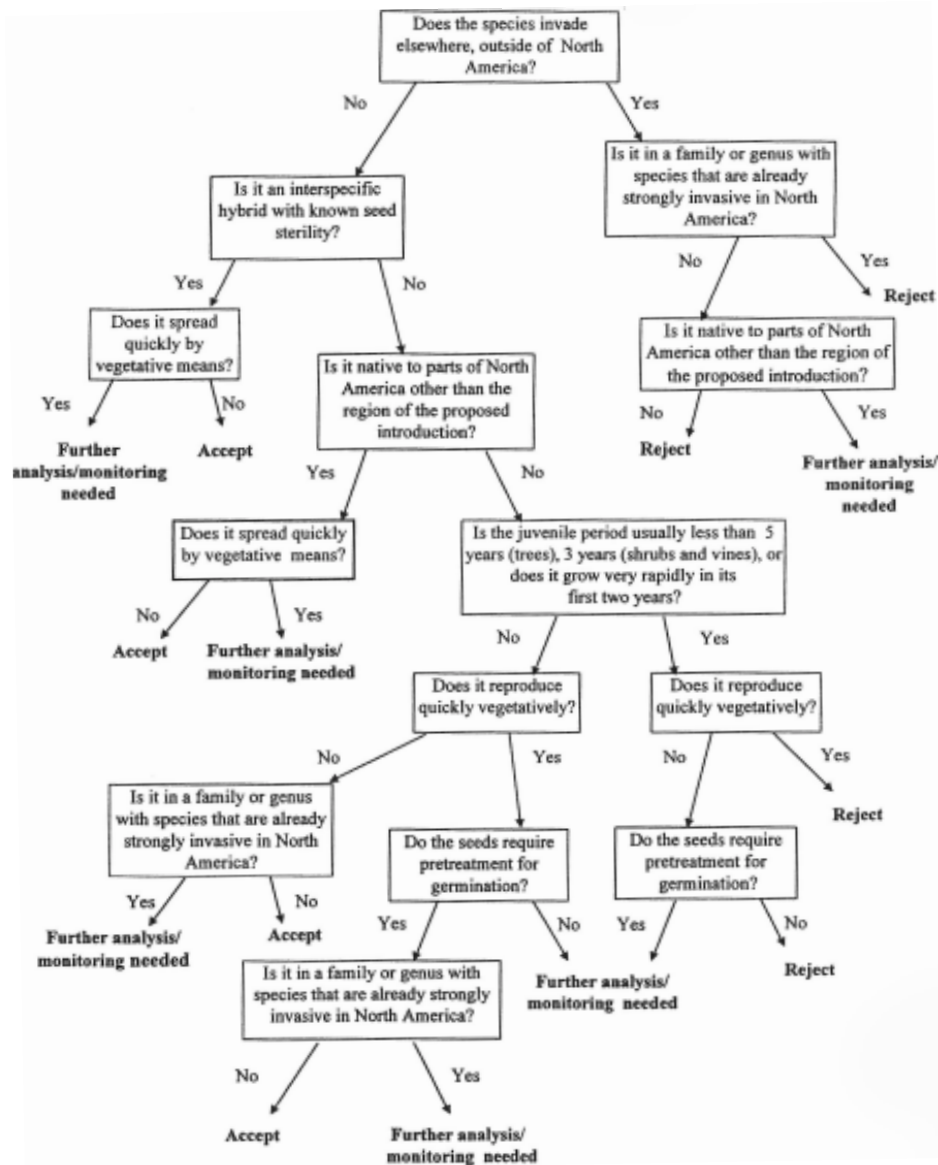 Does the species invade
elsewhere, outside of North
America?
No
Yes
Is it in a family or genus with
species that are already
strongly invasive in North
America?
Is it an interspecific
hybrid with known seed
sterility?
No
Yes
Reject
Yes
No
Does it spread
quickly by
vegetative means?
Is it native to parts of North
America other than the region of
the proposed introduction?
Is it native to parts of North
America other than the
region of the proposed
introduction?
Yes
No
Further
analysis/monitoring
needed
Accept
No
Yes
Reject
Further analysis/
monitoring
needed
Yes
No
Does it spread quickly
by vegetative means?
Is the juvenile period usually less than 5
years (trees), 3 years (shrubs and vines), or
does it grow very rapidly in its
first two years?
No
Yes
Accept
Further analysis/
monitoring needed
No
Yes
Does it reproduce
quickly vegetatively?
Does it reproduce
quickly vegetatively?
No
Yes
No
Yes
Reject
Is it in a family or genus
with species that are already
strongly invasive in North
America?
Do the seeds require
pretreatment for
germination?
Do the seeds require
pretreatment for
germination?
Yes
No
Further analysis/
monitoring needed
Accept
Yes
No
Yes
No
Further analysis/
monitoring needed
Reject
Is it in a family or genus with
species that are already strongly
invasive in North America?
No
Yes
Accept
Further analysis/
monitoring needed